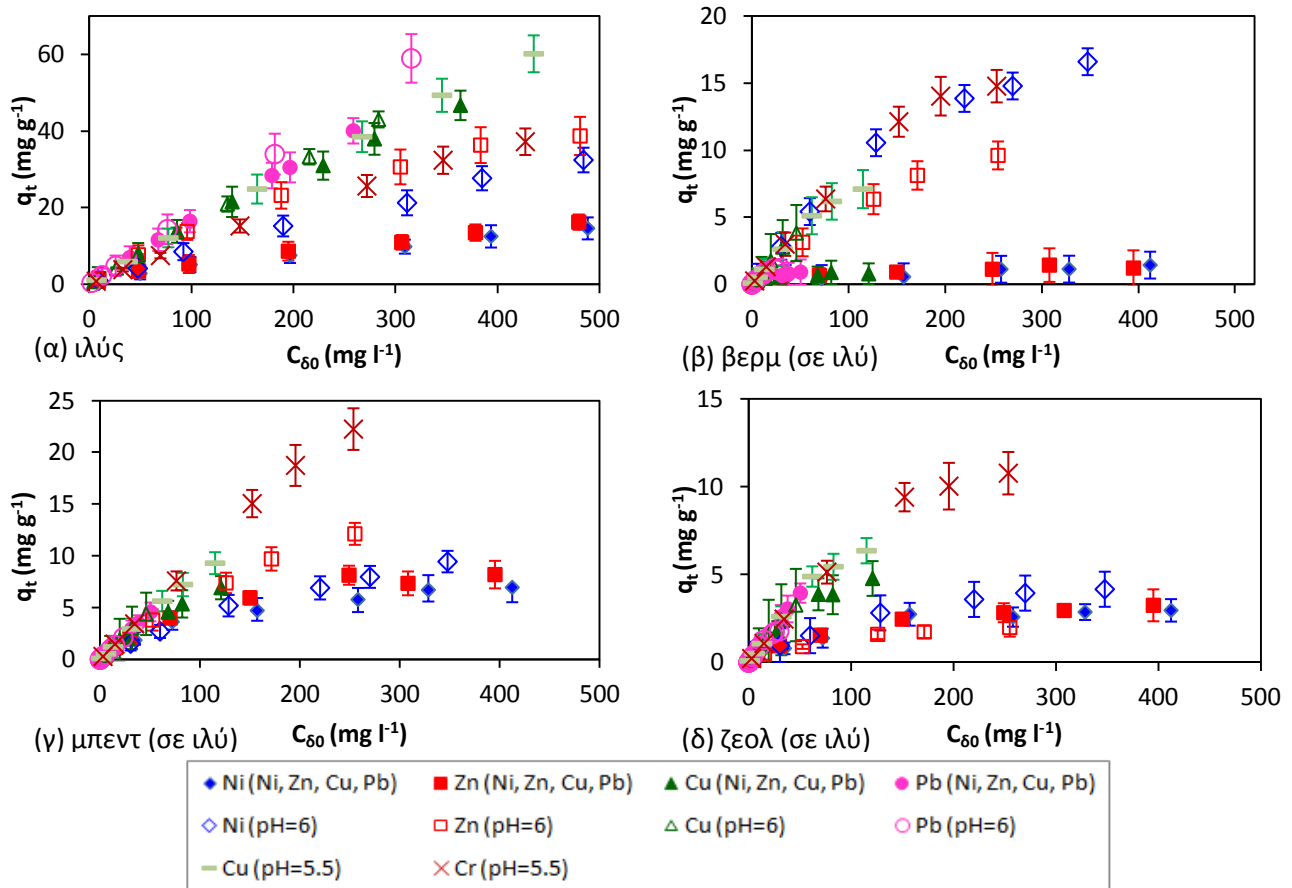 60
40
20
0
q_t (mg g^-1)
0 100 200 300 400 500
C_δ0 (mg l^-1)
(α) ιλύς
20
15
10
5
0
q_t (mg g^-1)
0 100 200 300 400 500
C_δ0 (mg l^-1)
(β) βερμ (σε ιλύ)
25
20
15
10
5
0
q_t (mg g^-1)
0 100 200 300 400 500
C_δ0 (mg l^-1)
(γ) μπεντ (σε ιλύ)
15
10
5
0
q_t (mg g^-1)
0 100 200 300 400 500
C_δ0 (mg l^-1)
(δ) ζεολ (σε ιλύ)
Ni (Ni, Zn, Cu, Pb) Zn (Ni, Zn, Cu, Pb) Cu (Ni, Zn, Cu, Pb) Pb (Ni, Zn, Cu, Pb)
Ni (pH=6) Zn (pH=6) Cu (pH=6) Pb (pH=6)
Cu (pH=5.5) Cr (pH=5.5)